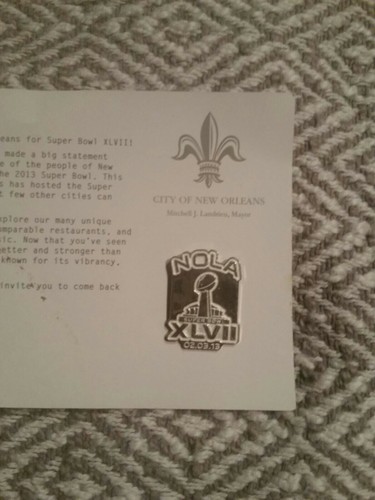 eans for Super Bowl XLVII!
made a big statement
e of the people of New
he 2013 Super Bowl. This
s has hosted the Super
t few other cities can
xplore our many unique
mparable restaurants, and
sic. Now that you've seen
etter and stronger than
known for its vibrancy,
invite you to come back
CITY OF NEW ORLEANS
Mitchell J. Landrieu, Mayor
NOLA
SUPER BOWL
XLVII
02.03.13